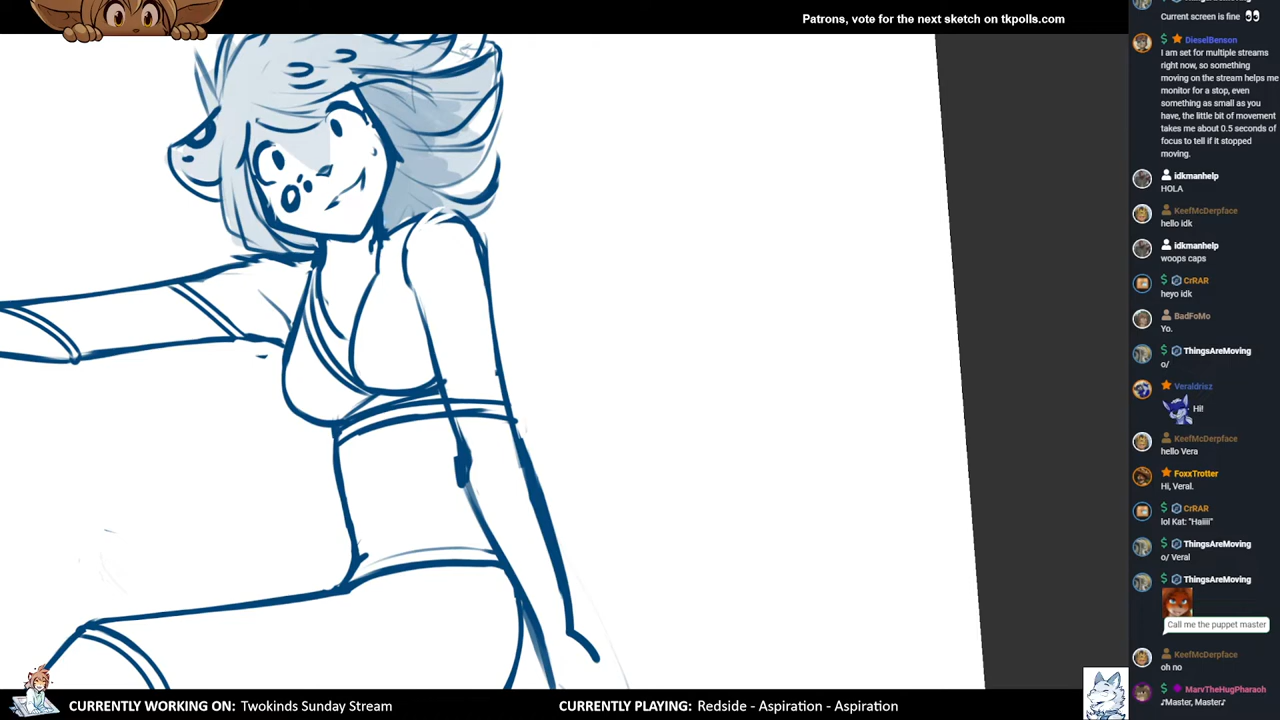 Patrons, vote for the next sketch on tkpolls.com
Current screen is fine
DieselBenson
I am set for multiple streams
right now, so something
moving on the stream helps me
monitor for a stop, even
something as small as you
have, the little bit of movement
takes me about 0.5 seconds of
focus to tell if it stopped
moving.
idkmanhelp
HOLA
KeefMcDerpface
hello idk
idkmanhelp
woops caps
CrRAR
heyo idk
BadFoMo
Yo.
ThingsAreMoving
o/
Veraldrisz
Hi!
KeefMcDerpface
hello Vera
FoxxTrotter
Hi, Veral.
CrRAR
lol Kat: "Haiiii"
ThingsAreMoving
o/ Veral
ThingsAreMoving
Call me the puppet master
KeefMcDerpface
oh no
MarvTheHugPharaoh
♪Master, Master♪
CURRENTLY WORKING ON: Twokinds Sunday Stream
CURRENTLY PLAYING: Redside - Aspiration - Aspiration